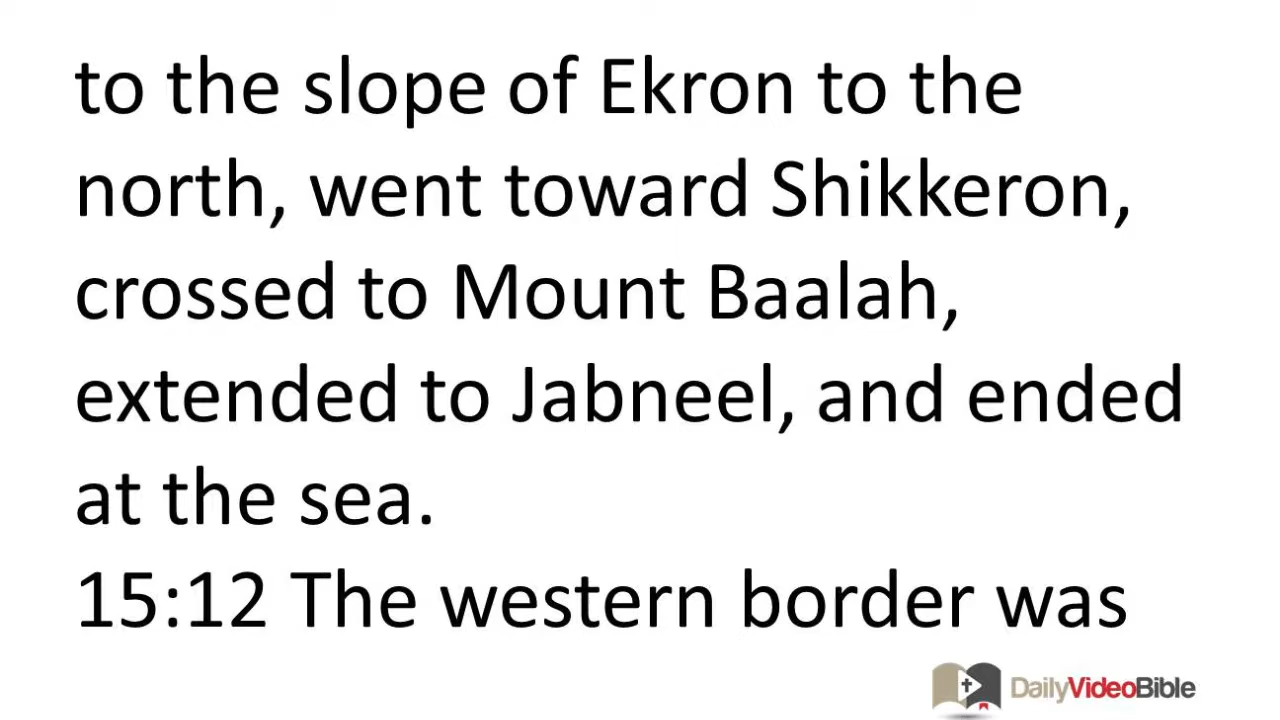 to the slope of Ekron to the
north, went toward Shikkeron,
crossed to Mount Baalah,
extended to Jabneel, and ended
at the sea.
15:12 The western border was
DailyVideoBible